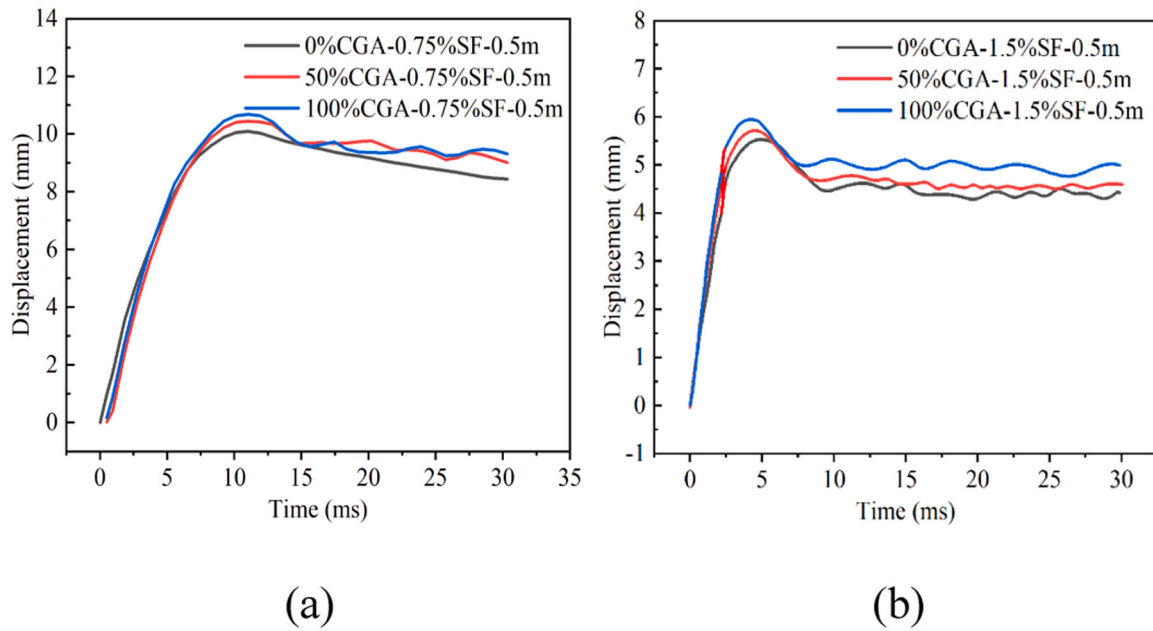 14
12
10
8
6
4
2
0
Displacement (mm)
0%CGA-0.75%SF-0.5m
50%CGA-0.75%SF-0.5m
100%CGA-0.75%SF-0.5m
0 5 10 15 20 25 30 35
Time (ms)
(a)
8
7
6
5
4
3
2
1
0
-1
Displacement (mm)
0%CGA-1.5%SF-0.5m
50%CGA-1.5%SF-0.5m
100%CGA-1.5%SF-0.5m
0 5 10 15 20 25 30
Time (ms)
(b)